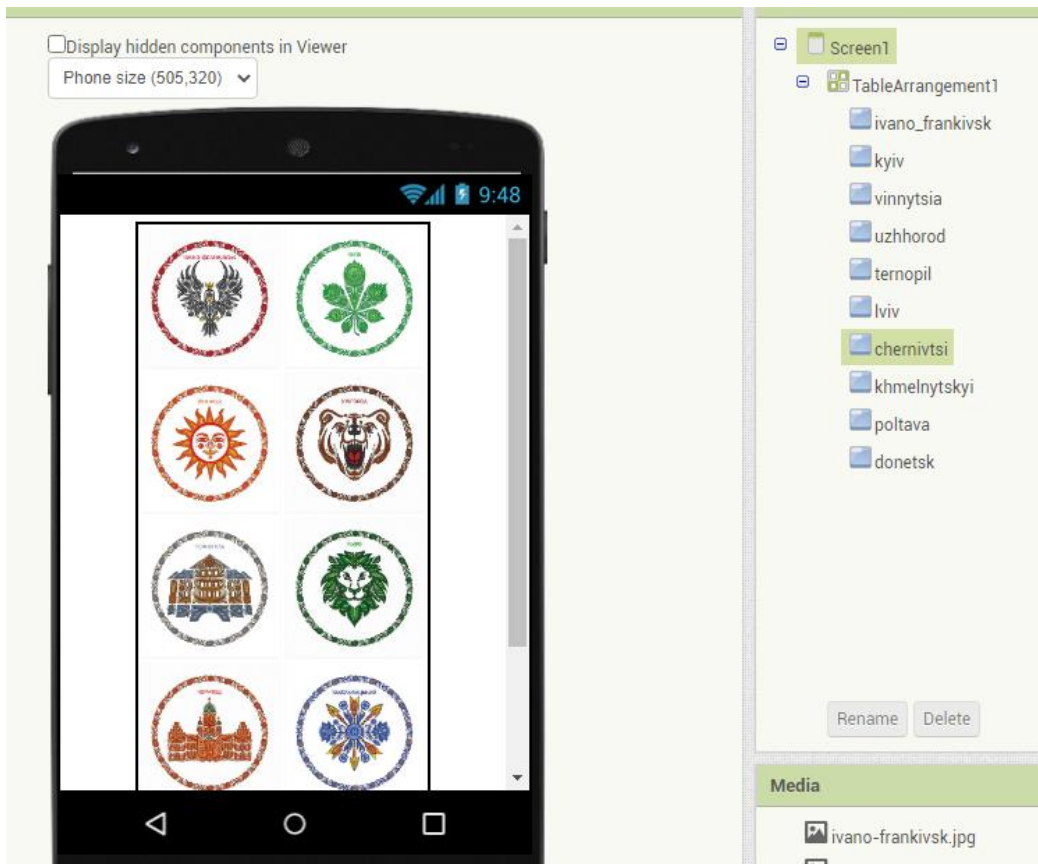 Display hidden components in Viewer
Phone size (505,320)
9:48
Screen1
TableArrangement1
ivano_frankivsk
kyiv
vinnytsia
uzhhorod
ternopil
lviv
chernivtsi
khmelnytskyi
poltava
donetsk
Rename Delete
Media
ivano-frankivsk.jpg